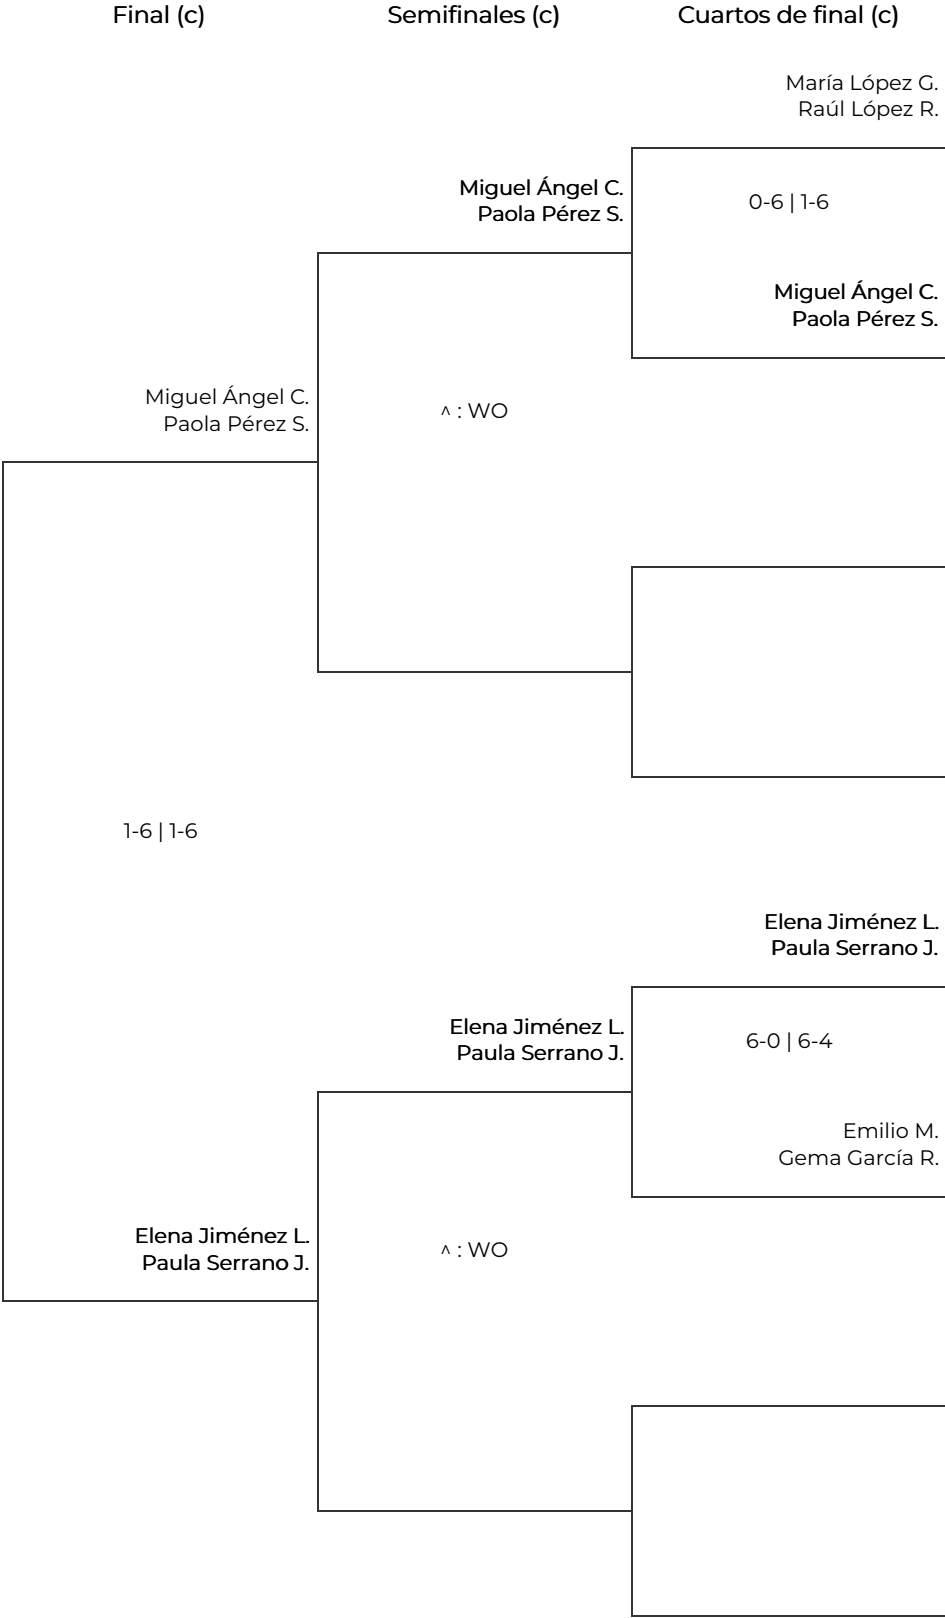 Final (c)
Semifinales (c)
Cuartos de final (c)
María López G.
Raúl López R.
Miguel Ángel C.
Paola Pérez S.
0-6 | 1-6
Miguel Ángel C.
Paola Pérez S.
Miguel Ángel C.
Paola Pérez S.
^ : WO
1-6 | 1-6
Elena Jiménez L.
Paula Serrano J.
Elena Jiménez L.
Paula Serrano J.
6-0 | 6-4
Emilio M.
Gema García R.
Elena Jiménez L.
Paula Serrano J.
^ : WO